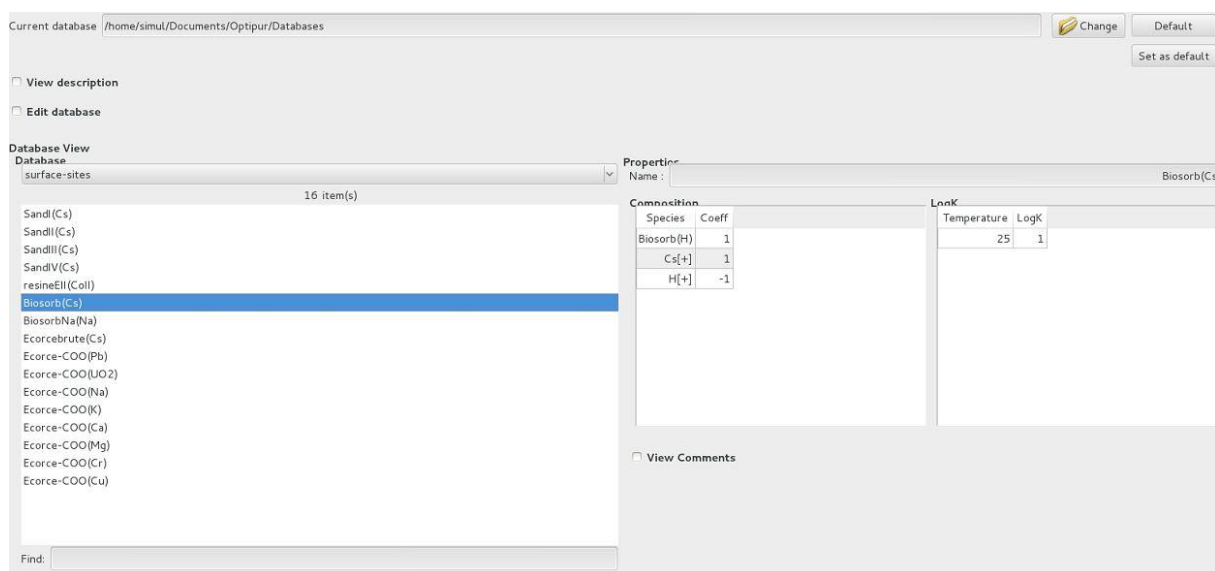 Current database /home/simul/Documents/Optipur/Databases Change Default
Set as default
View description
Edit database
Database View
Database
surface-sites
16 item(s)
SandI(Cs)
SandII(Cs)
SandIII(Cs)
SandIV(Cs)
resineEII(Coll)
Biosorb(Cs)
BiosorbNa(Na)
Ecorcebrute(Cs)
Ecorce-COO(Pb)
Ecorce-COO(UO2)
Ecorce-COO(Na)
Ecorce-COO(K)
Ecorce-COO(Ca)
Ecorce-COO(Mg)
Ecorce-COO(Cr)
Ecorce-COO(Cu)
Find:
Properties
Name : Biosorb(Cs
Composition
Species Coeff
Biosorb(H) 1
Cs[+] 1
H[+] -1
LogK
Temperature LogK
25 1
View Comments